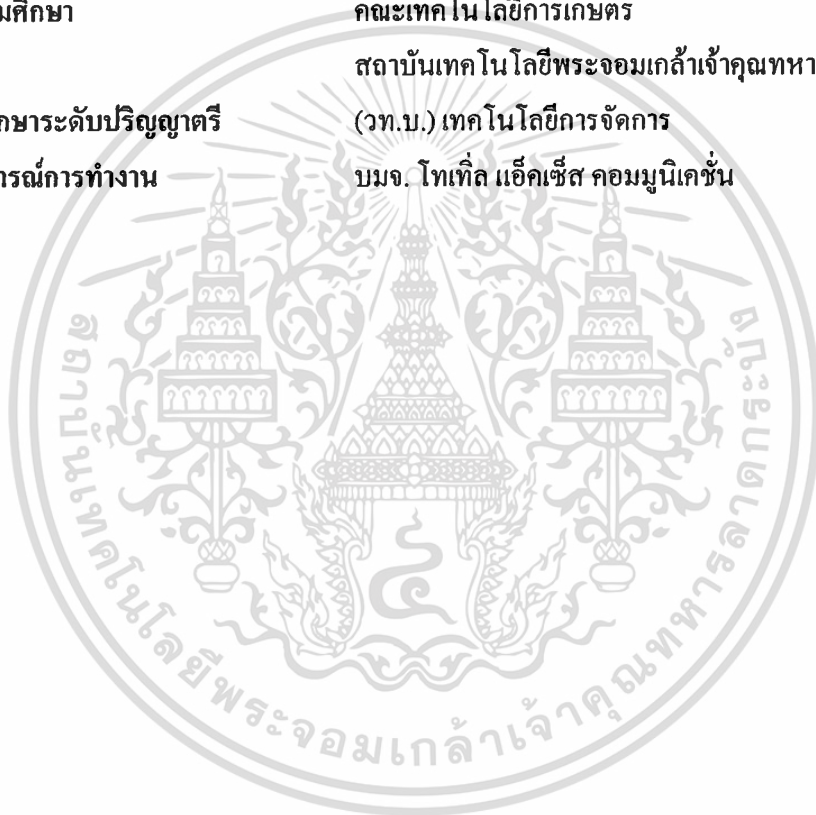 มศึกษา คณะเทคโนโลยีการเกษตร
สถาบันเทคโนโลยีพระจอมเกล้าเจ้าคุณทหา
กษาระดับปริญญาตรี (วท.บ.) เทคโนโลยีการจัดการ
ารณ์การทำงาน บมจ. โทเทิ่ล แอ็คเซ็ส คอมมูนิเคชั่น
สถาบันเทคโนโลยีพระจอมเกล้าเจ้าคุณทหารลาดกระบัง
๔